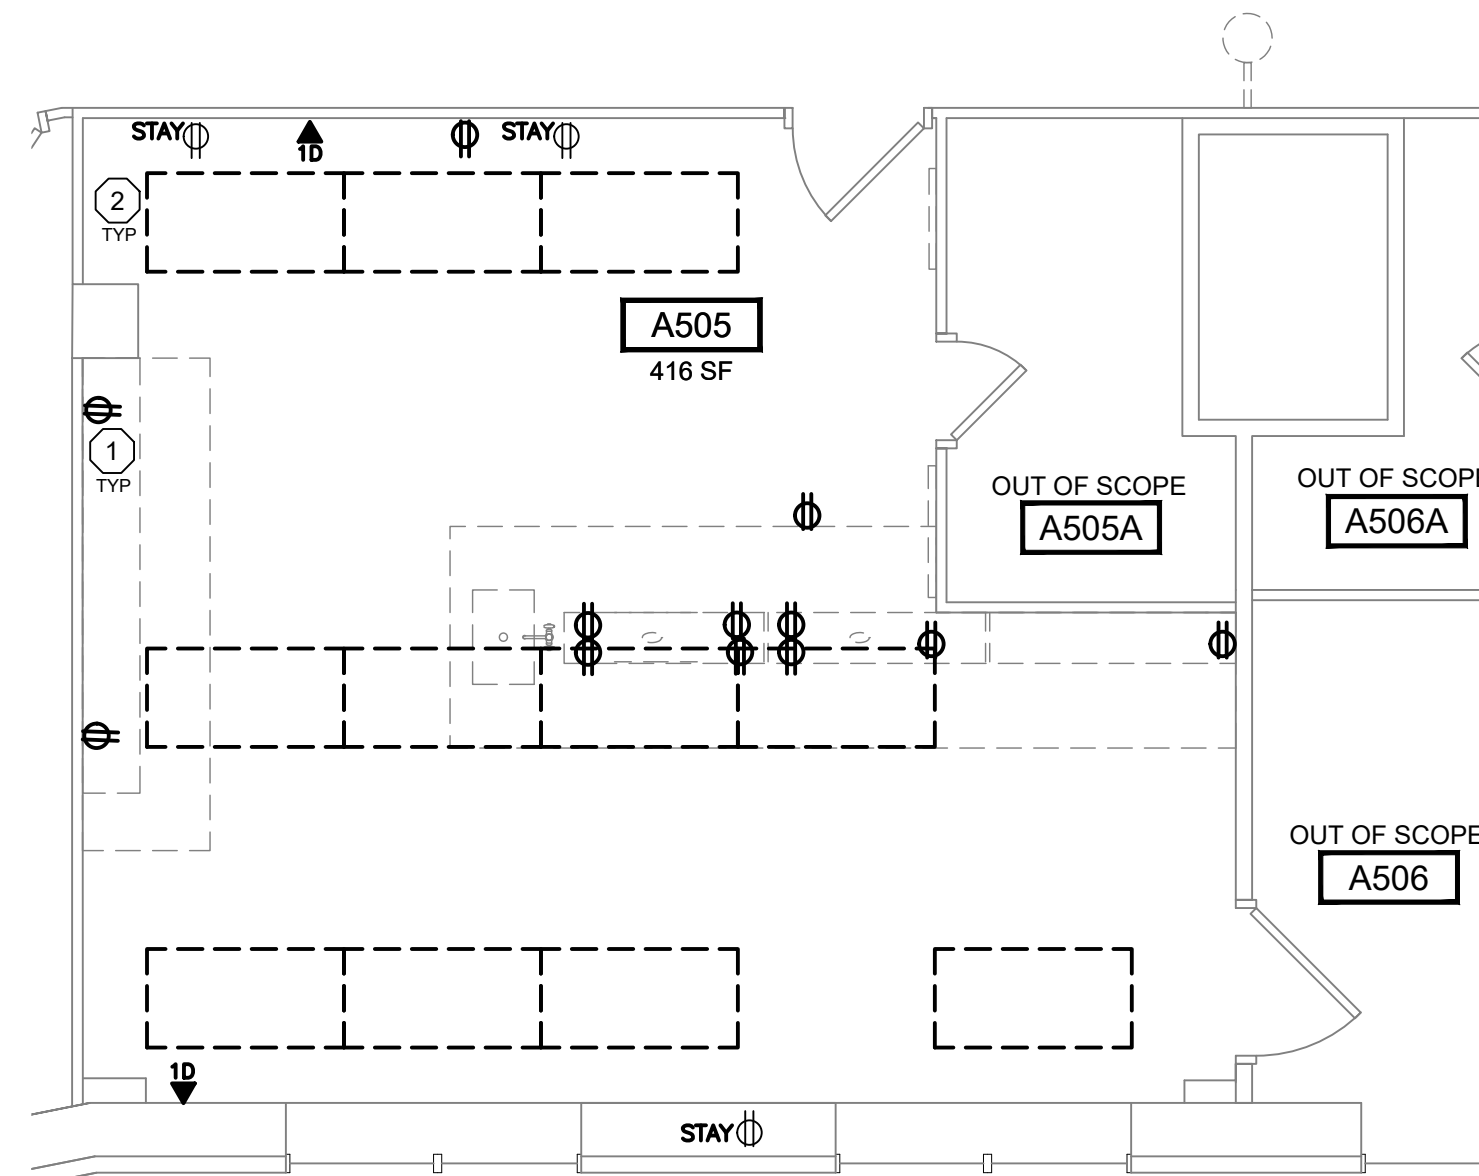 STAY
1D
STAY
2
TYP
A505
416 SF
1
TYP
OUT OF SCOPE
A505A
OUT OF SCOPE
A506A
OUT OF SCOPE
A506
1D
STAY